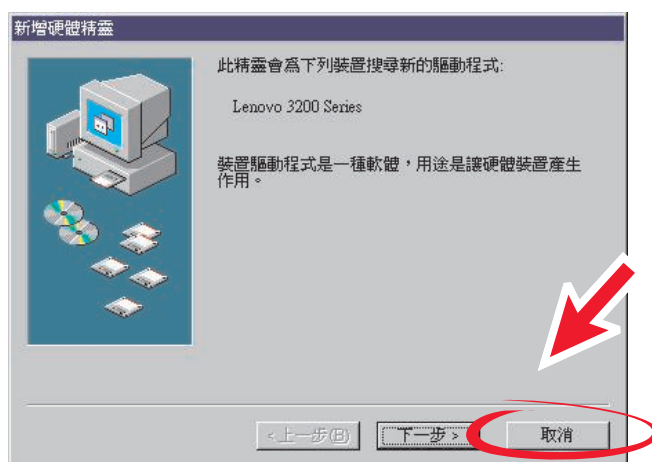 新增硬體精靈
此精靈會為下列裝置搜尋新的驅動程式:
Lenovo 3200 Series
裝置驅動程式是一種軟體，用途是讓硬體裝置產生
作用。
<上一步(B)
下一步 >
取消